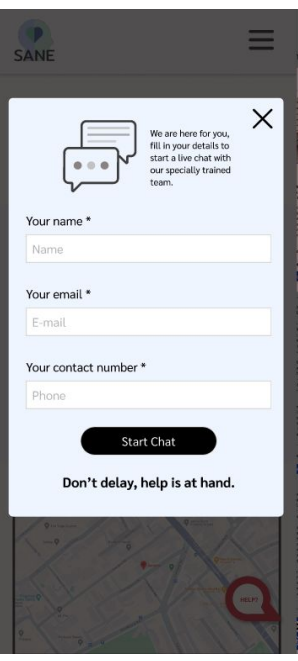 SANE
We are here for you,
fill in your details to
start a live chat with
our specially trained
team.
Your name *
Name
Your email *
E-mail
Your contact number *
Phone
Start Chat
Don’t delay, help is at hand.
HELP?